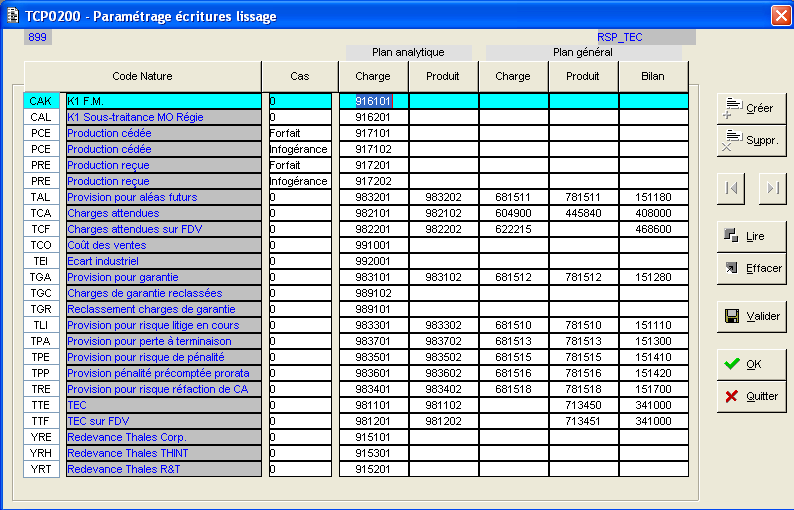 TCP0200 - Paramétrage écritures lissage
899 RSP_TEC
Plan analytique Plan général
Code Nature Cas Charge Produit Charge Produit Bilan
CAK K1 F.M. 0 916101
CAL K1 Sous-traitance MO Régie 0 916201
PCE Production cédée Forfait 917101
PCE Production cédée Infogérance 917102
PRE Production reçue Forfait 917201
PRE Production reçue Infogérance 917202
TAL Provision pour aléas futurs 0 983201 983202 681511 781511 151180
TCA Charges attendues 0 982101 982102 604900 445840 408000
TCF Charges attendues sur FDV 0 982201 982202 622215 468600
TCO Coût des ventes 0 991001
TEI Ecart industriel 0 992001
TGA Provision pour garantie 0 983101 983102 681512 781512 151280
TGC Charges de garantie reclassées 0 989102
TGR Reclassement charges de garantie 0 989101
TLI Provision pour risque litige en cours 0 983301 983302 681510 781510 151110
TPA Provision pour perte à terminaison 0 983701 983702 681513 781513 151300
TPE Provision pour risque de pénalité 0 983501 983502 681515 781515 151410
TPP Provision pénalité précomptée prorata 0 983601 983602 681516 781516 151420
TRE Provision pour risque réfaction de CA 0 983401 983402 681518 781518 151700
TTE TEC 0 981101 981102 713450 341000
TTF TEC sur FDV 0 981201 981202 713451 341000
YRE Redevance Thales Corp. 0 915101
YRH Redevance Thales THINT 0 915301
YRT Redevance Thales R&T 0 915201
Créer
Suppr.
Lire
Effacer
Valider
OK
Quitter